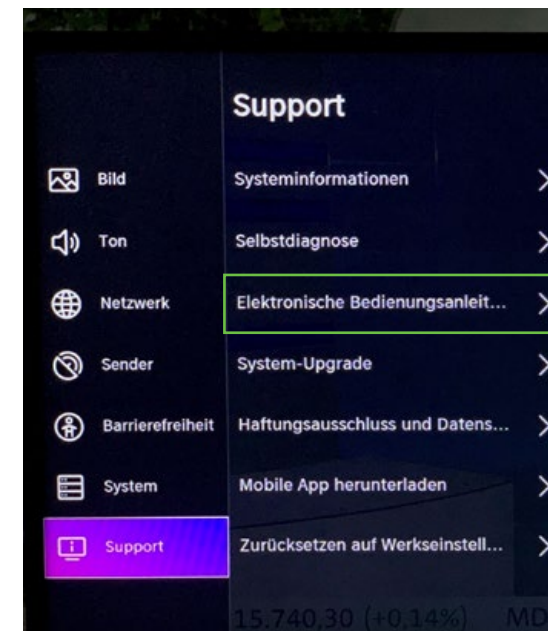 Support
Bild
Systeminformationen
Ton
Selbstdiagnose
Netzwerk
Elektronische Bedienungsanleit...
Sender
System-Upgrade
Barrierefreiheit
Haftungsausschluss und Datens...
System
Mobile App herunterladen
Support
Zurücksetzen auf Werkseinstell...
15.740,30 (+0,14%) MD